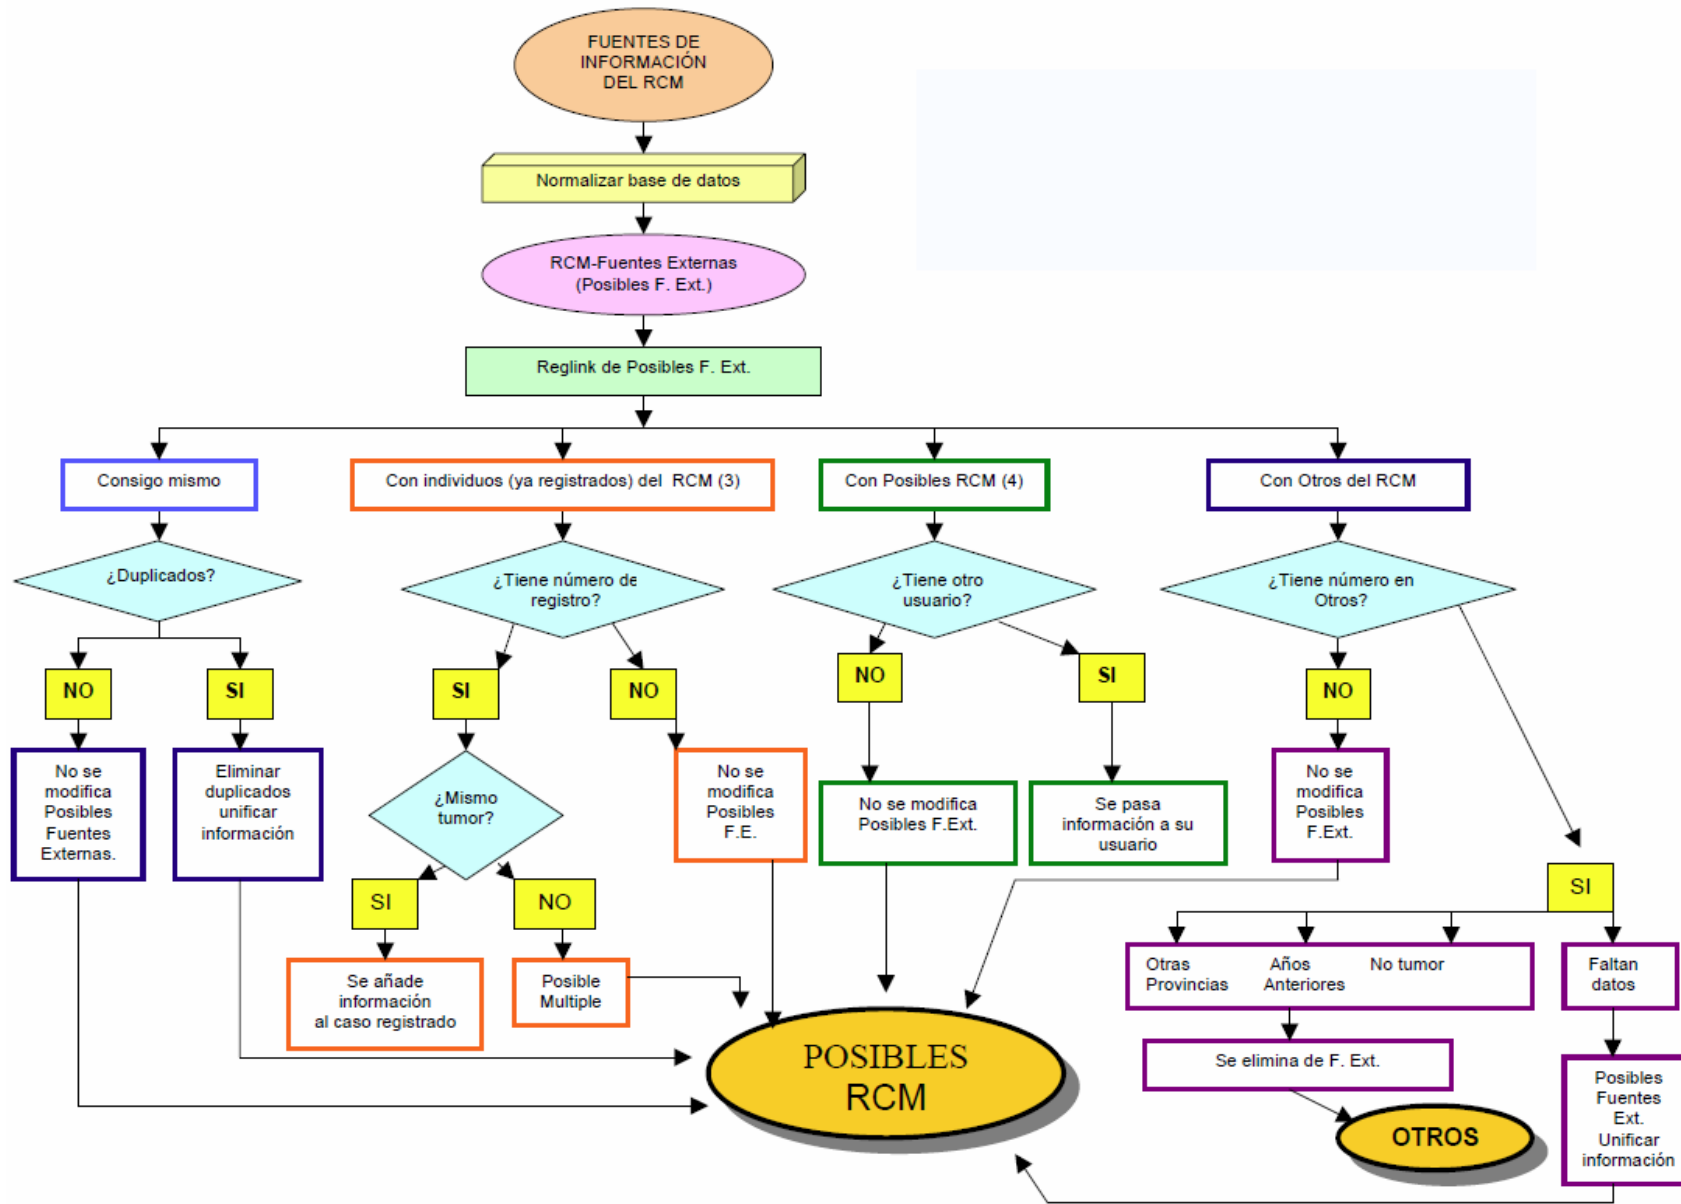 FUENTES DE
INFORMACIÓN
DEL RCM
Normalizar base de datos
RCM-Fuentes Externas
(Posibles F. Ext.)
Reglink de Posibles F. Ext.
Consigo mismo
Con individuos (ya registrados) del RCM (3)
Con Posibles RCM (4)
Con Otros del RCM
¿Duplicados?
¿Tiene número de
registro?
¿Tiene otro
usuario?
¿Tiene número en
Otros?
NO
SI
SI
NO
NO
SI
NO
No se
modifica
Posibles
Fuentes
Externas.
Eliminar
duplicados
unificar
información
¿Mismo
tumor?
No se
modifica
Posibles
F.E.
No se modifica
Posibles F.Ext.
Se pasa
información a su
usuario
No se
modifica
Posibles
F.Ext.
SI
SI
NO
Se añade
información
al caso registrado
Posible
Multiple
Otras
Provincias
Años
Anteriores
No tumor
Faltan
datos
Se elimina de F. Ext.
POSIBLES
RCM
OTROS
Posibles
Fuentes
Ext.
Unificar
información